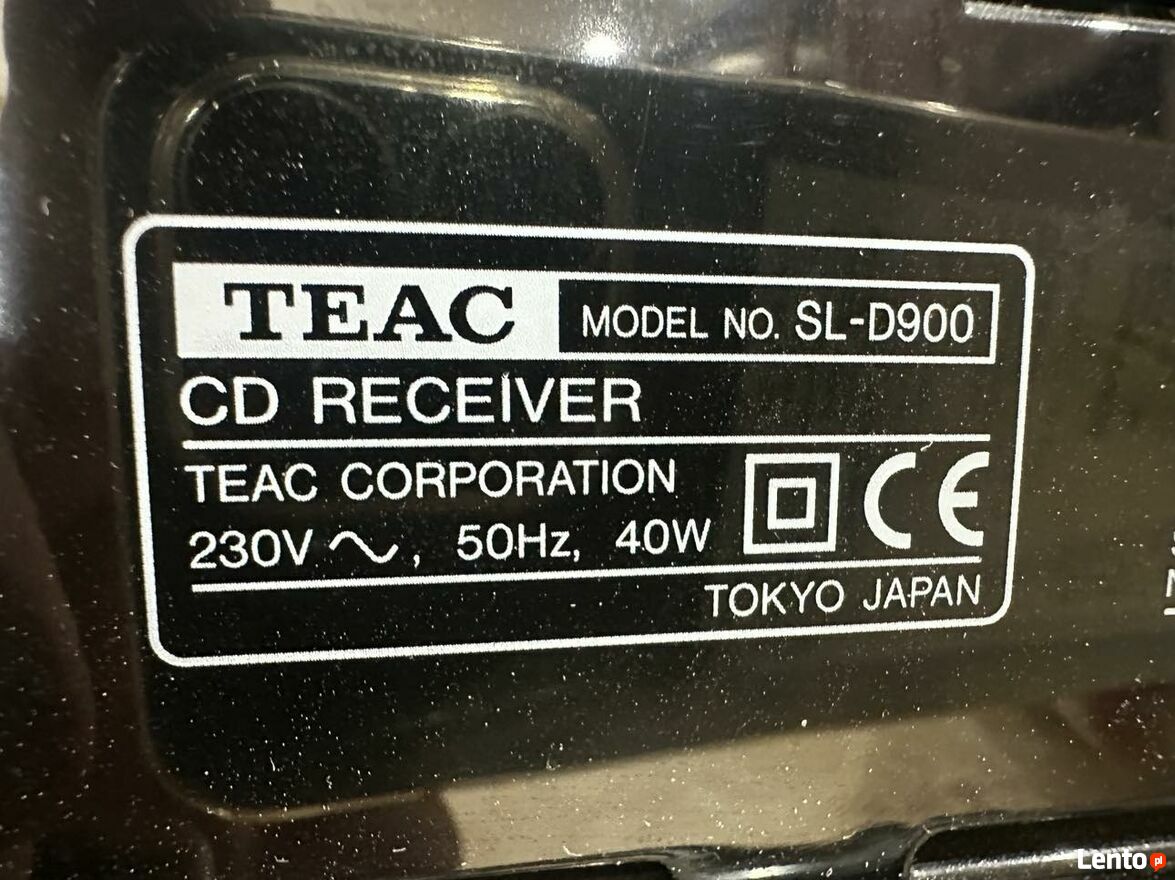 TEAC MODEL NO. SL-D900
CD RECEIVER
TEAC CORPORATION
230V ~, 50Hz, 40W CE
TOKYO JAPAN
Lento.pl